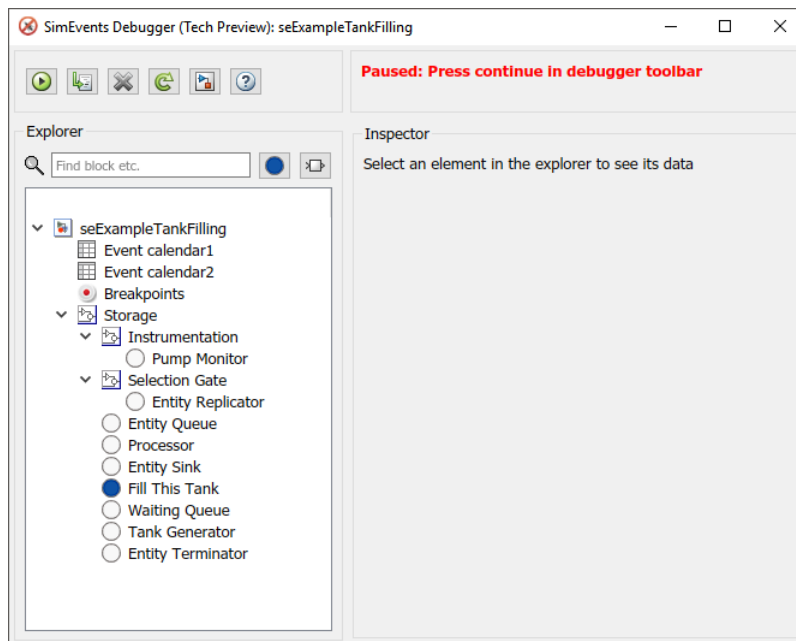 SimEvents Debugger (Tech Preview): seExampleTankFilling
Paused: Press continue in debugger toolbar
Explorer
Find block etc.
seExampleTankFilling
Event calendar1
Event calendar2
Breakpoints
Storage
Instrumentation
Pump Monitor
Selection Gate
Entity Replicator
Entity Queue
Processor
Entity Sink
Fill This Tank
Waiting Queue
Tank Generator
Entity Terminator
Inspector
Select an element in the explorer to see its data